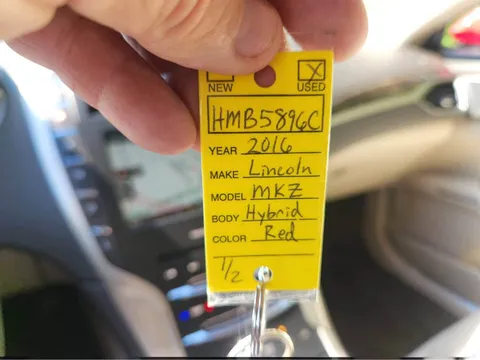 NEW X USED
HMB5896C
YEAR 2016
MAKE Lincoln
MODEL MKZ
BODY Hybrid
COLOR Red
1/2